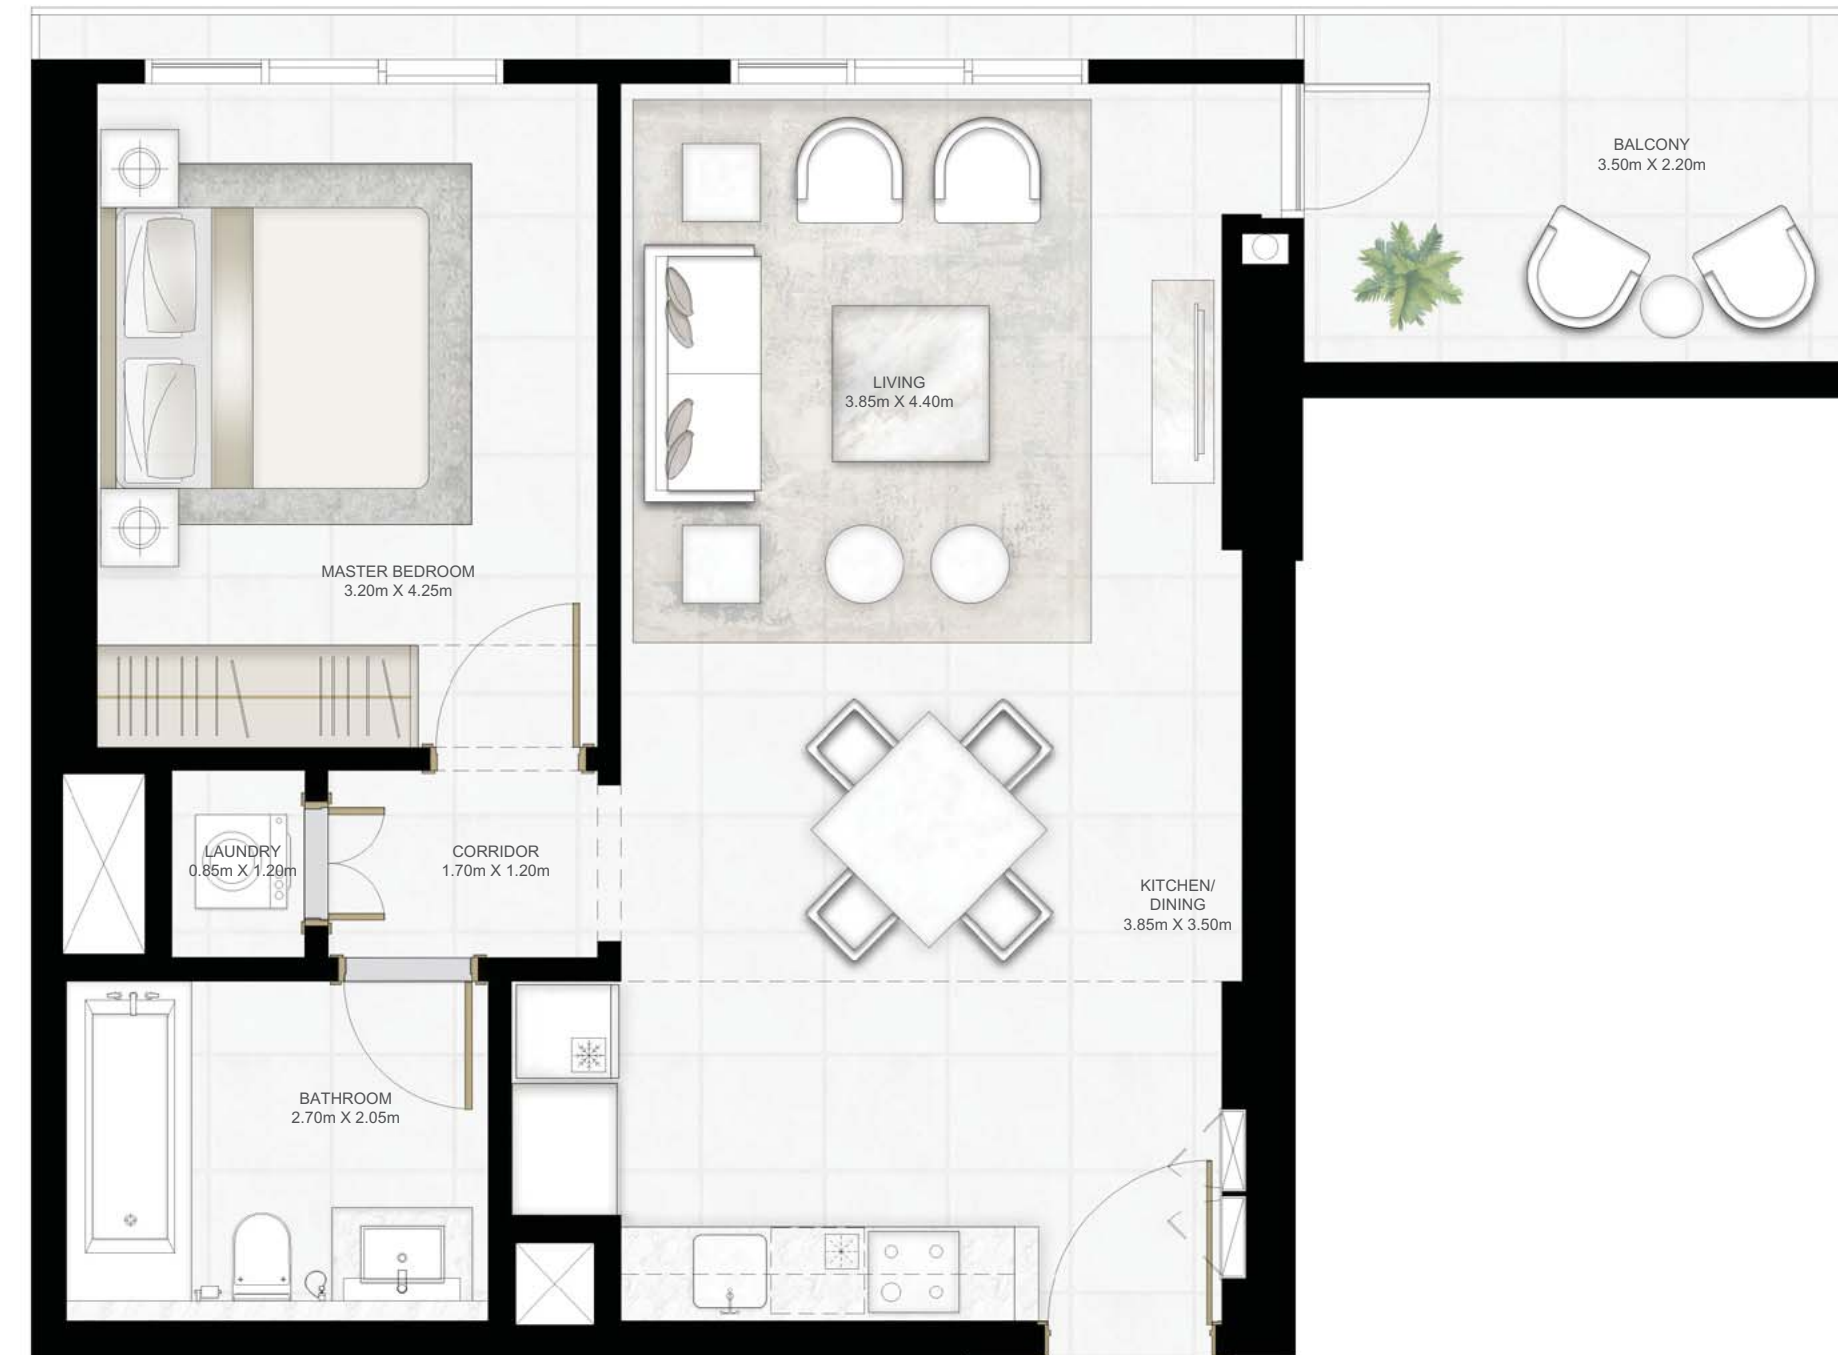 BALCONY
3.50m X 2.20m
LIVING
3.85m X 4.40m
MASTER BEDROOM
3.20m X 4.25m
LAUNDRY
0.85m X 1.20m
CORRIDOR
1.70m X 1.20m
KITCHEN/
DINING
3.85m X 3.50m
BATHROOM
2.70m X 2.05m